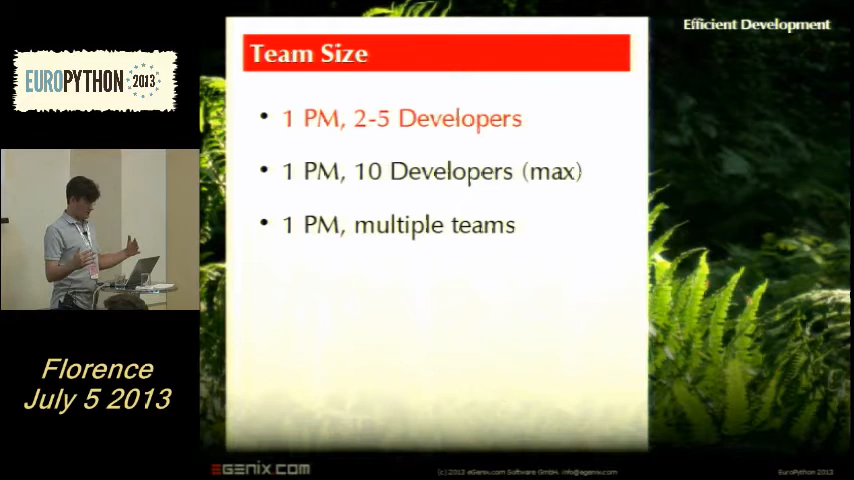 Efficient Development
EUROPYTHON 2013
Team Size
• 1 PM, 2-5 Developers
• 1 PM, 10 Developers (max)
• 1 PM, multiple teams
Florence
July 5 2013
EGENIX.COM
(c) 2013 eGenix.com Software GmbH, info@egenix.com
EuroPython 2013